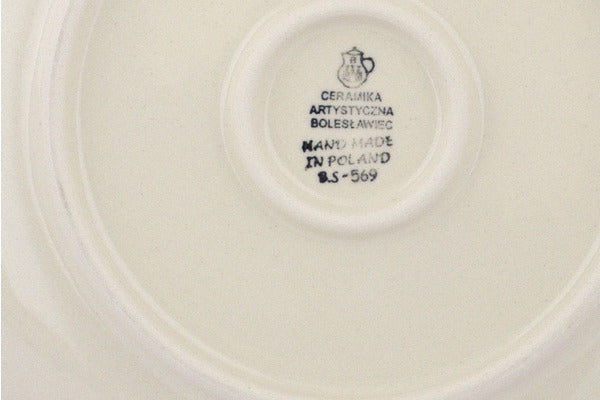 CERAMIKA
ARTYSTYCZNA
BOLESŁAWIEC
HAND MADE
IN POLAND
B.S-569